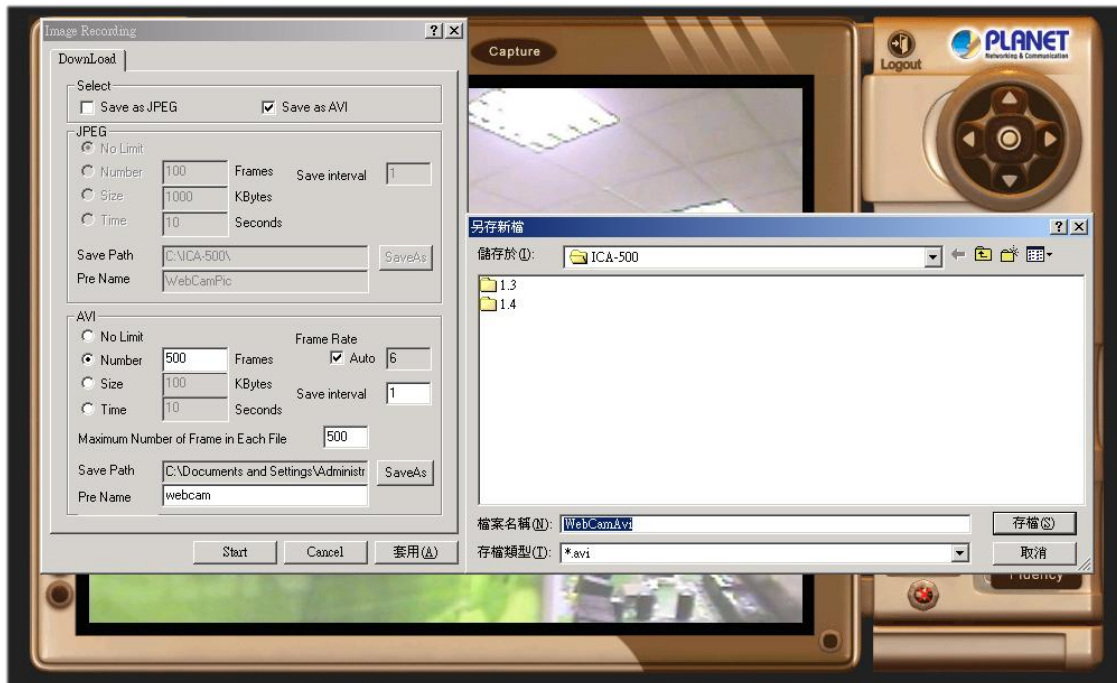 Image Recording
DownLoad
Select
Save as JPEG
Save as AVI
JPEG
No Limit
Number 100 Frames Save interval 1
Size 1000 KBytes
Time 10 Seconds
Save Path C:\ICA-500\ SaveAs
Pre Name WebCamPic
AVI
No Limit Frame Rate
Number 500 Frames Auto 6
Size 100 KBytes
Save interval 1
Time 10 Seconds
Maximum Number of Frame in Each File 500
Save Path C:\Documents and Settings\Administr SaveAs
Pre Name webcam
Start Cancel 套用(A)
Capture
Logout
PLANET
Networking & Communication
另存新檔
儲存於(I): ICA-500
1.3
1.4
檔案名稱(N): WebCamAvi 存檔(S)
存檔類型(T): *.avi 取消
Fluency